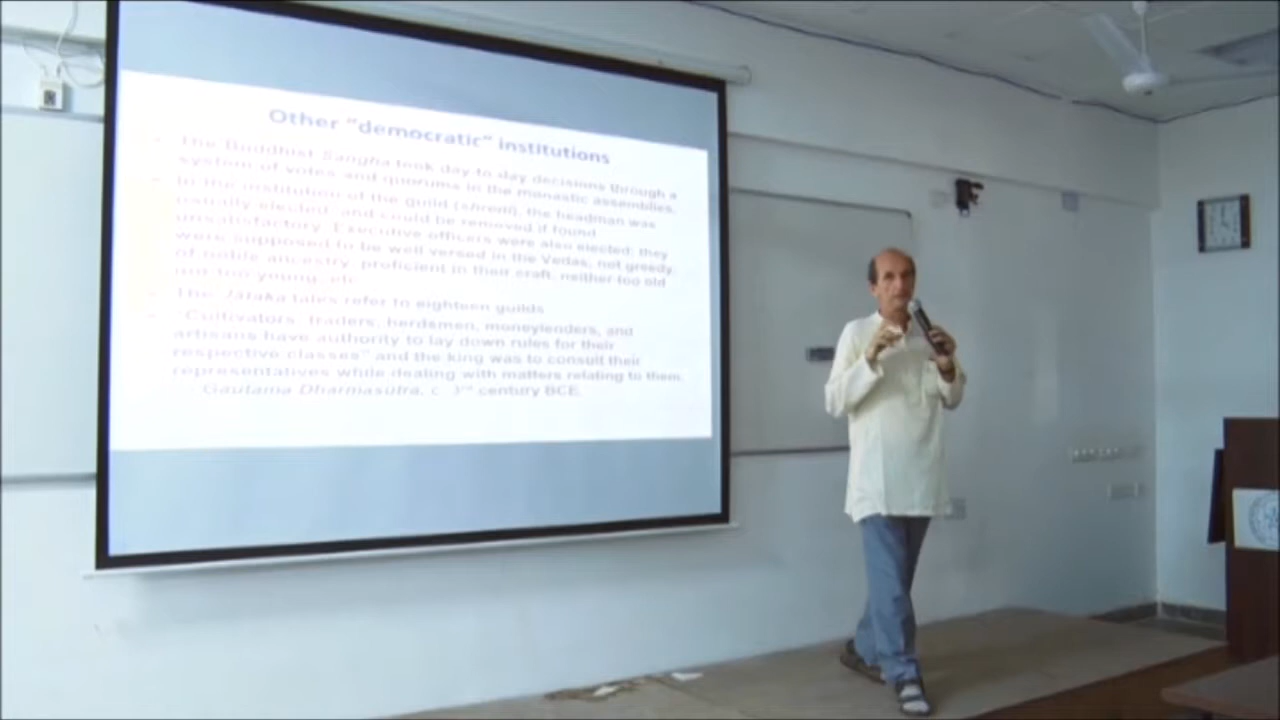 Other "democratic" institutions
• The Buddhist Sangha took day to day decisions through a
system of votes and quorums in the monastic assemblies.
• In the institution of the guild (shreni), the headman was
usually elected, and could be removed if found
unsatisfactory. Executive officers were also elected; they
were supposed to be well versed in the Vedas, not greedy,
of noble ancestry, proficient in their craft, neither too old
nor too young, etc.
• The Jataka tales refer to eighteen guilds
• "Cultivators, traders, herdsmen, moneylenders, and
artisans have authority to lay down rules for their
respective classes" and the king was to consult their
representatives while dealing with matters relating to them.
Gautama Dharmasutra, c. 3rd century BCE.